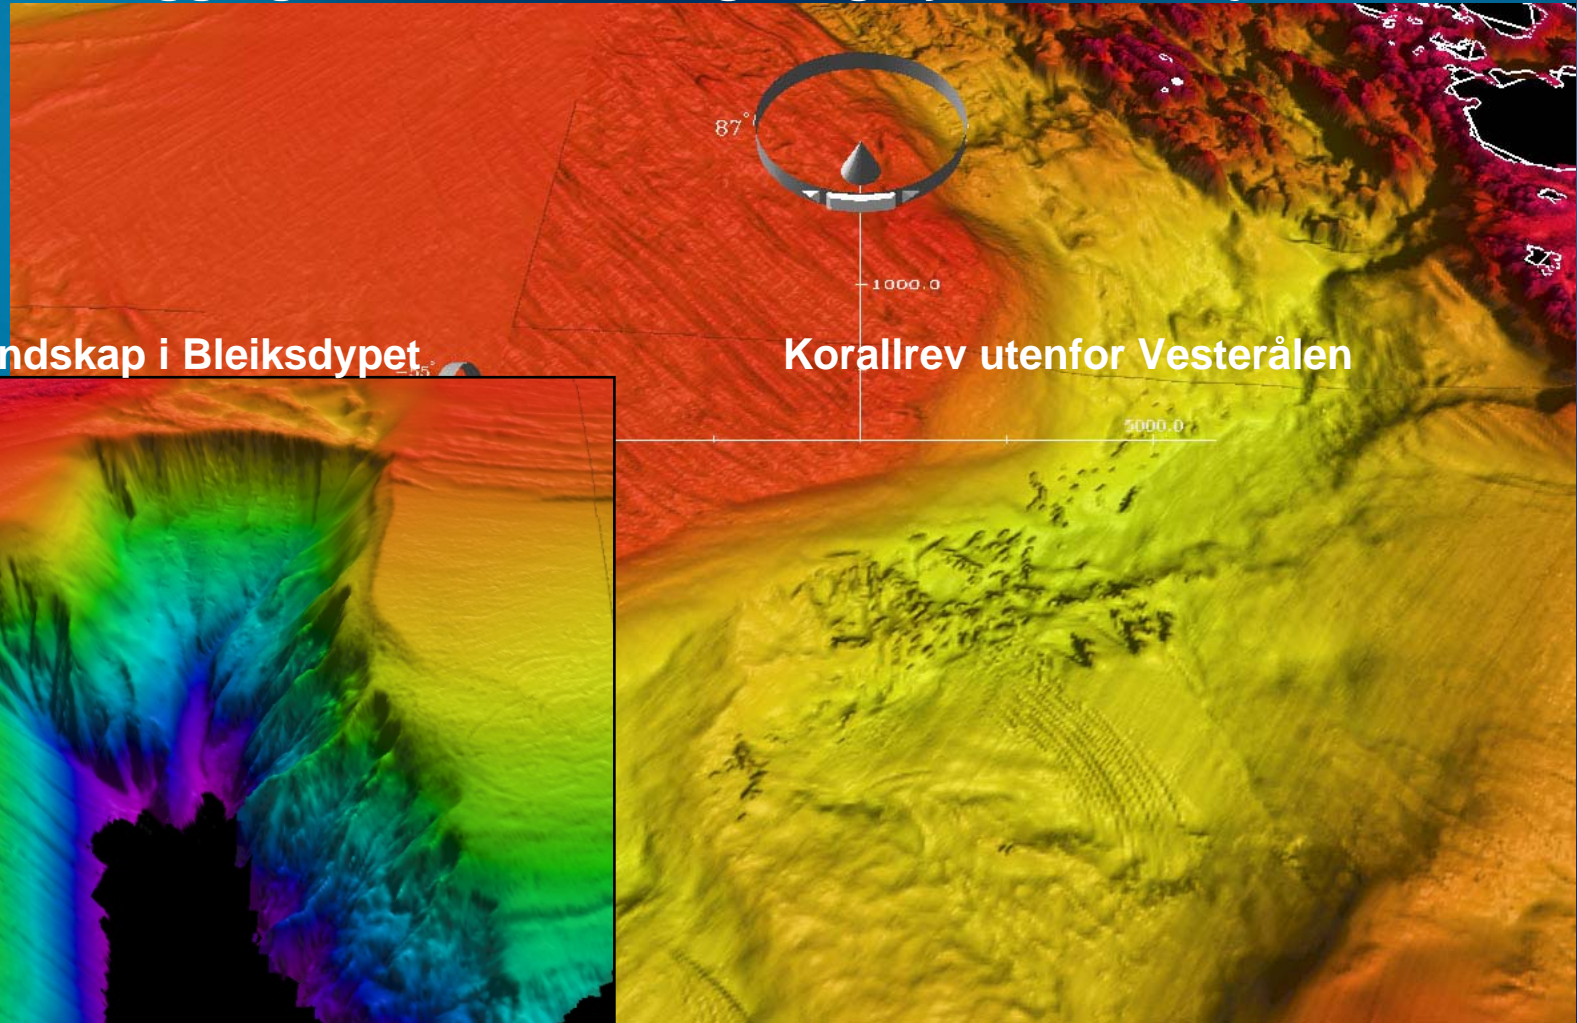 87°
1000.0
ndskap i Bleiksdypet
Korallrev utenfor Vesterålen
5000.0